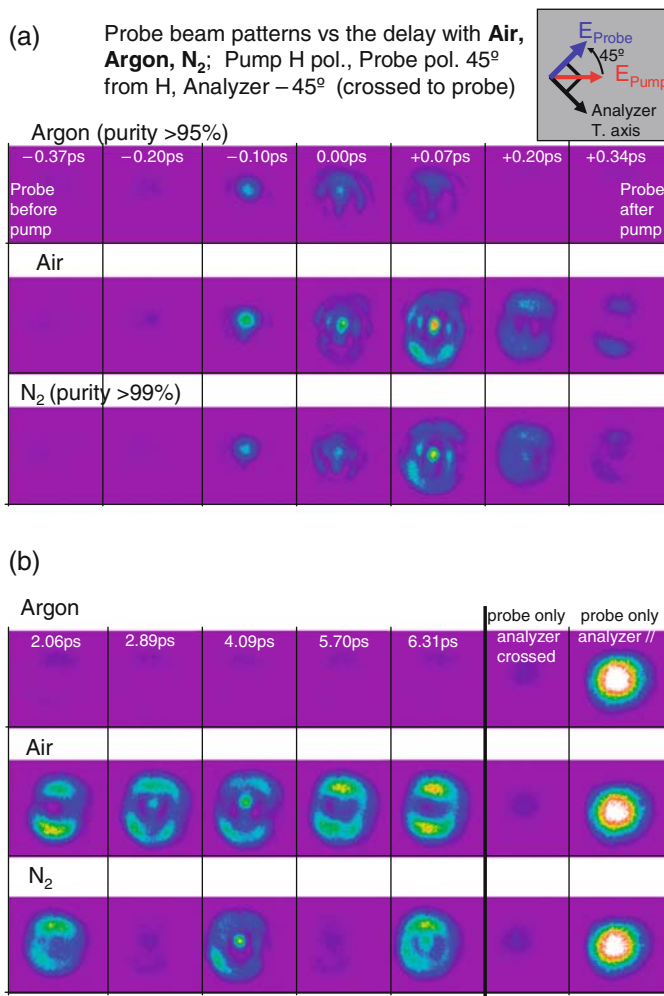 (a)
Probe beam patterns vs the delay with Air,
Argon, N₂; Pump H pol., Probe pol. 45º
from H, Analyzer – 45º (crossed to probe)
E Probe
45º
E Pump
Analyzer
T. axis
Argon (purity >95%)
−0.37ps −0.20ps −0.10ps 0.00ps +0.07ps +0.20ps +0.34ps
Probe
before
pump
Probe
after
pump
Air
N₂ (purity >99%)
(b)
Argon
probe only
analyzer
crossed
probe only
analyzer //
2.06ps 2.89ps 4.09ps 5.70ps 6.31ps
Air
N₂